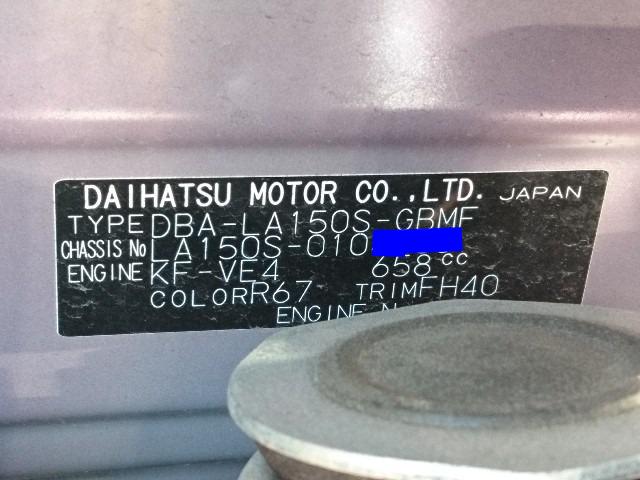 DAIHATSU MOTOR CO.,LTD. JAPAN
TYPE DBA-LA150S-GBMF
CHASSIS No LA150S-010
ENGINE KF-VE4 658 cc
COLOR R67 TRIM FH40
ENGINE